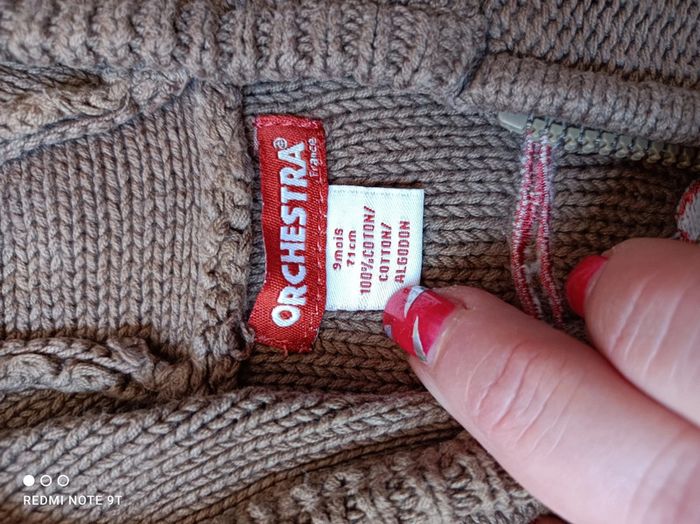 ORCHESTRA®
France
9mois
71cm
100%COTON/
COTTON/
ALGODON
REDMI NOTE 9T